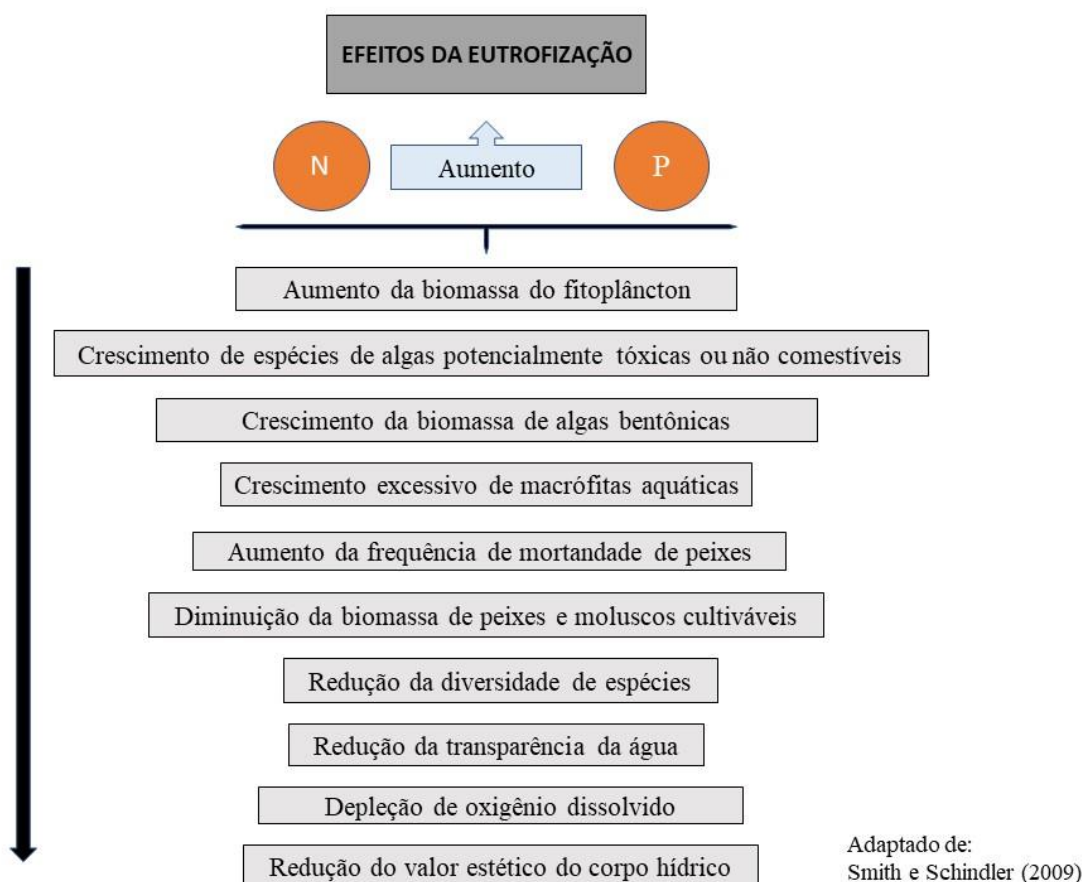 EFEITOS DA EUTROFIZAÇÃO
N
Aumento
P
Aumento da biomassa do fitoplâncton
Crescimento de espécies de algas potencialmente tóxicas ou não comestíveis
Crescimento da biomassa de algas bentônicas
Crescimento excessivo de macrófitas aquáticas
Aumento da frequência de mortandade de peixes
Diminuição da biomassa de peixes e moluscos cultiváveis
Redução da diversidade de espécies
Redução da transparência da água
Depleção de oxigênio dissolvido
Redução do valor estético do corpo hídrico
Adaptado de:
Smith e Schindler (2009)